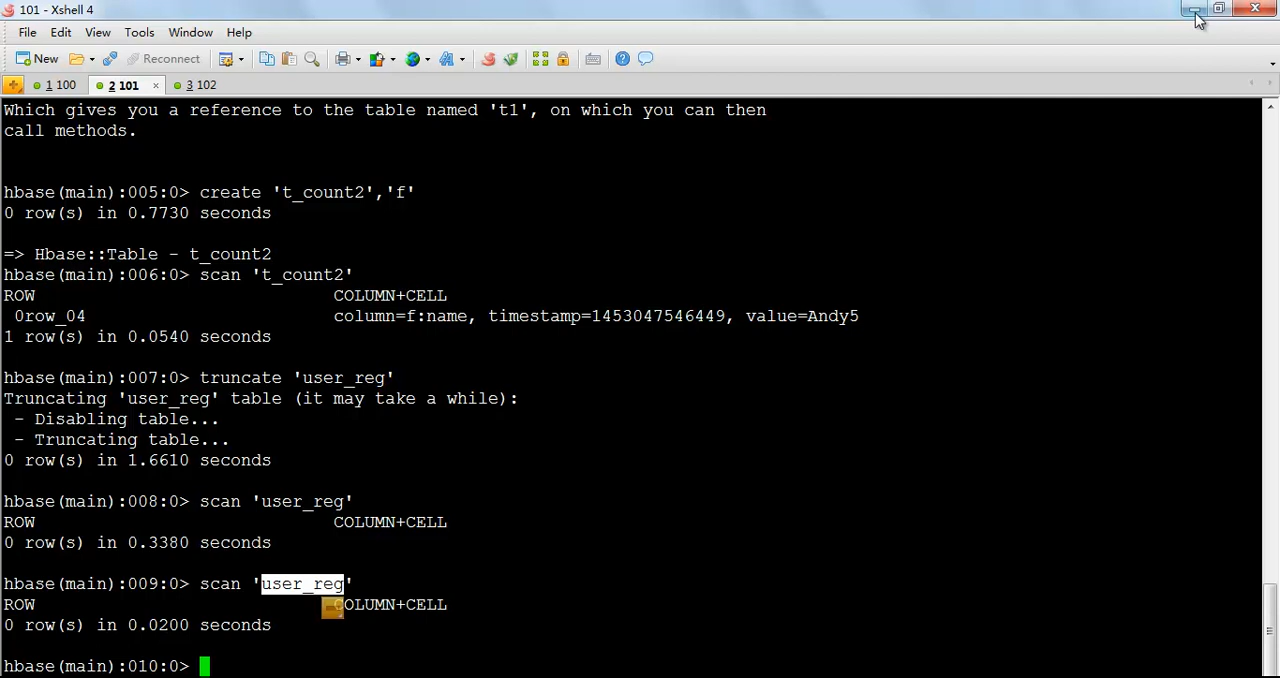 101 - Xshell 4
File Edit View Tools Window Help
New Reconnect
1 100 2 101 3 102
Which gives you a reference to the table named 't1', on which you can then
call methods.
hbase(main):005:0> create 't_count2','f'
0 row(s) in 0.7730 seconds
=> Hbase::Table - t_count2
hbase(main):006:0> scan 't_count2'
ROW COLUMN+CELL
0row_04 column=f:name, timestamp=1453047546449, value=Andy5
1 row(s) in 0.0540 seconds
hbase(main):007:0> truncate 'user_reg'
Truncating 'user_reg' table (it may take a while):
- Disabling table...
- Truncating table...
0 row(s) in 1.6610 seconds
hbase(main):008:0> scan 'user_reg'
ROW COLUMN+CELL
0 row(s) in 0.3380 seconds
hbase(main):009:0> scan 'user_reg'
ROW COLUMN+CELL
0 row(s) in 0.0200 seconds
hbase(main):010:0>